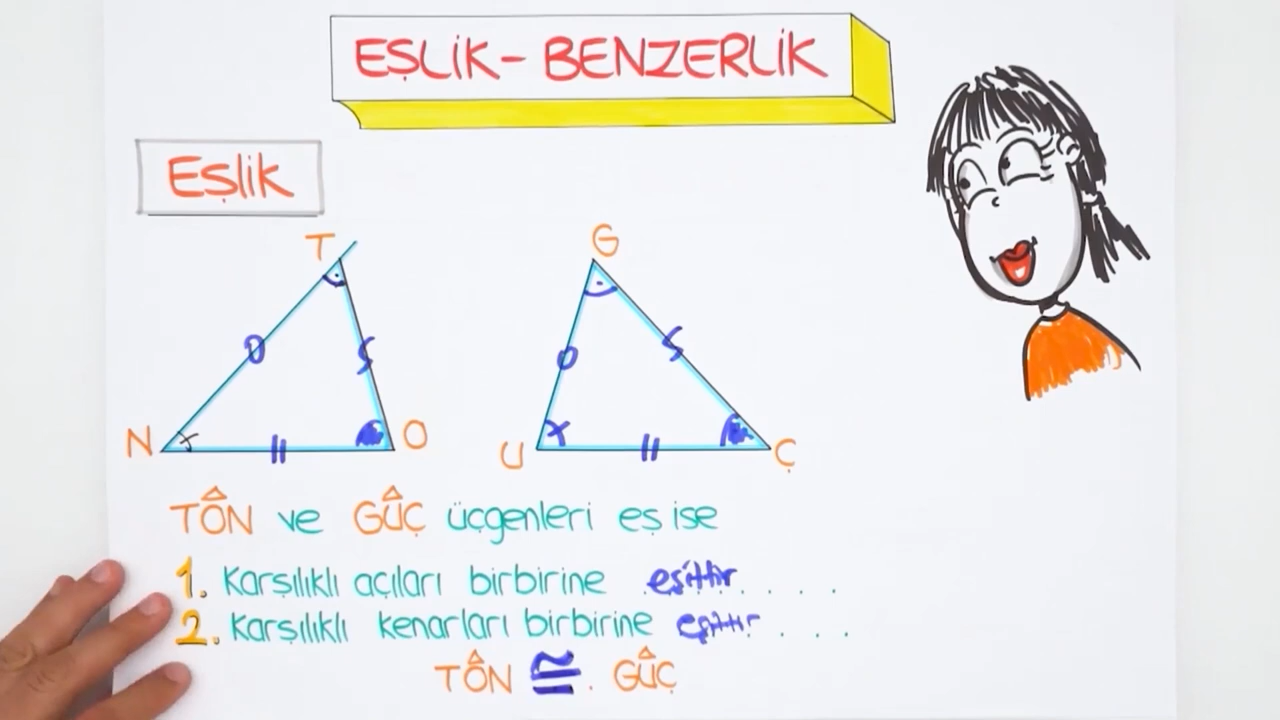 EŞLİK - BENZERLİK
Eşlik
T
G
N
O
U
Ç
TÔN ve GÛÇ üçgenleri eş ise
1. Karşılıklı açıları birbirine eşittir . . . .
2. Karşılıklı kenarları birbirine eşittir . . .
TÔN ≅ . GÛÇ